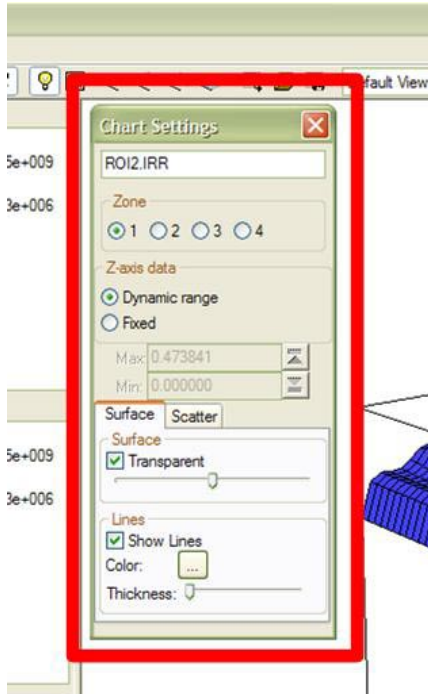 efault View
Chart Settings
5e+009
ROI2.IRR
3e+006
Zone
1 2 3 4
Z-axis data
Dynamic range
Fixed
Max: 0.473841
Min: 0.000000
Surface Scatter
Surface
5e+009
Transparent
3e+006
Lines
Show Lines
Color: ...
Thickness: